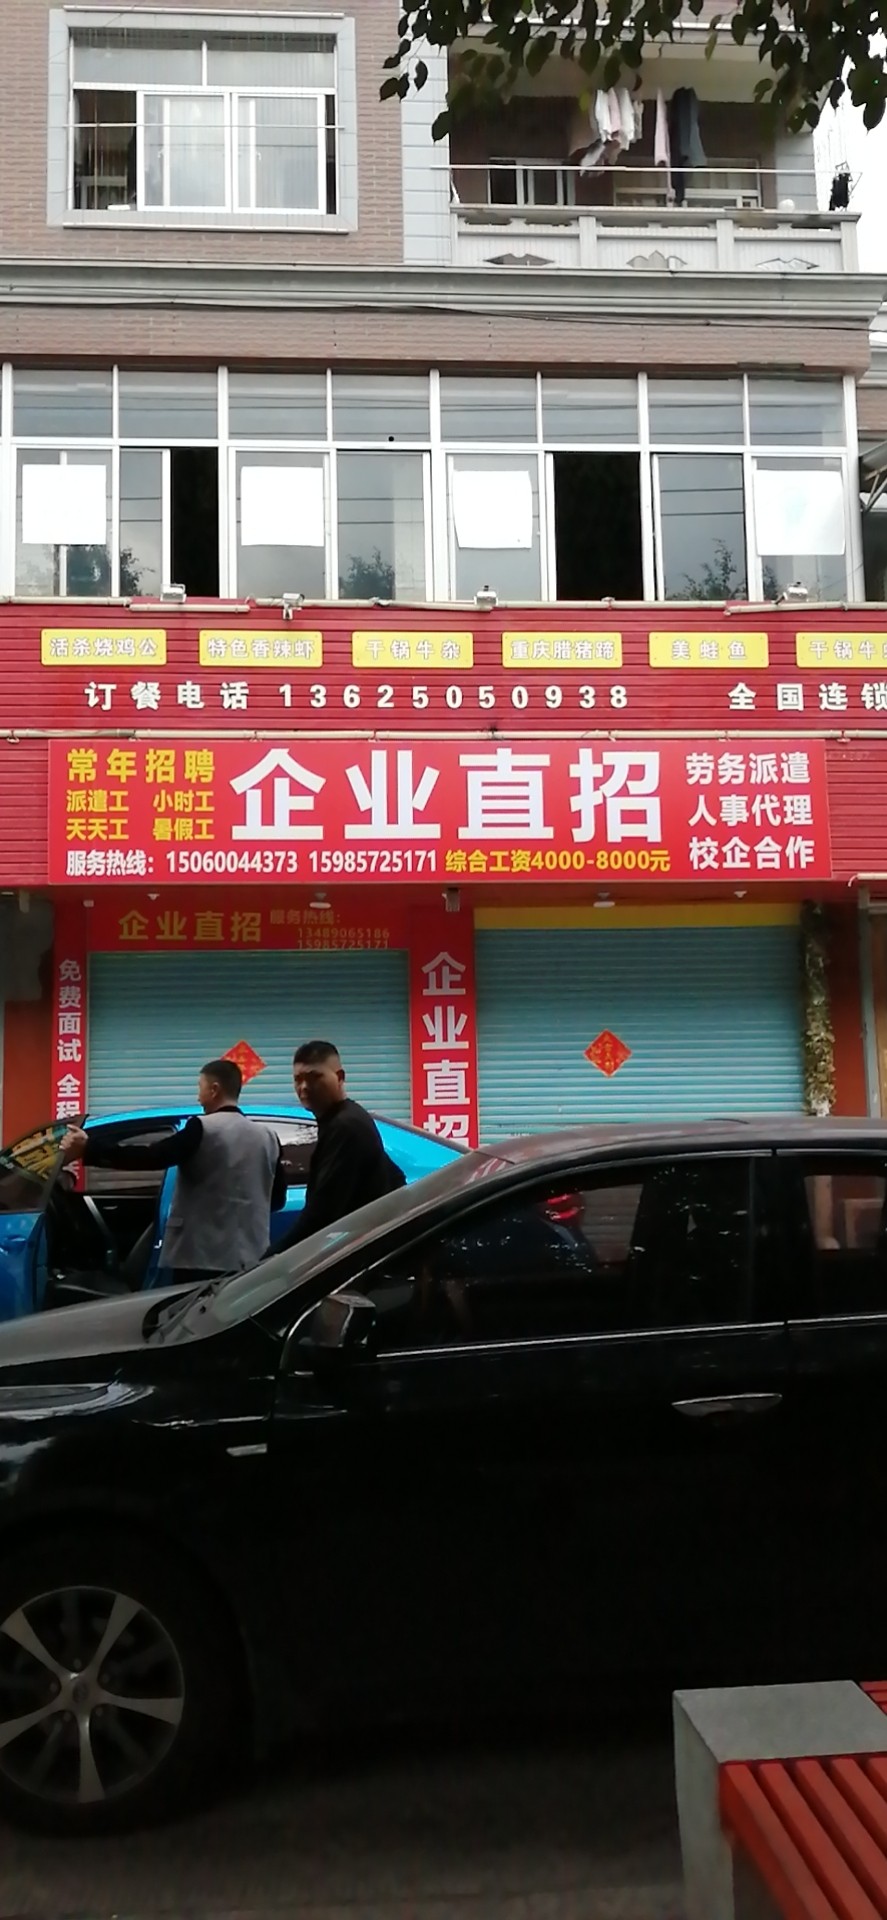 活杀烧鸡公 特色香辣虾 干锅牛杂 重庆腊猪蹄 美蛙鱼 干锅牛
订餐电话 13625050938 全国连锁
常年招聘
派遣工 小时工
天天工 暑假工
企业直招
劳务派遣
人事代理
校企合作
服务热线：15060044373 15985725171 综合工资4000-8000元
企业直招 服务热线：
13489065186
15985725171
免费面试 全程
企业直招